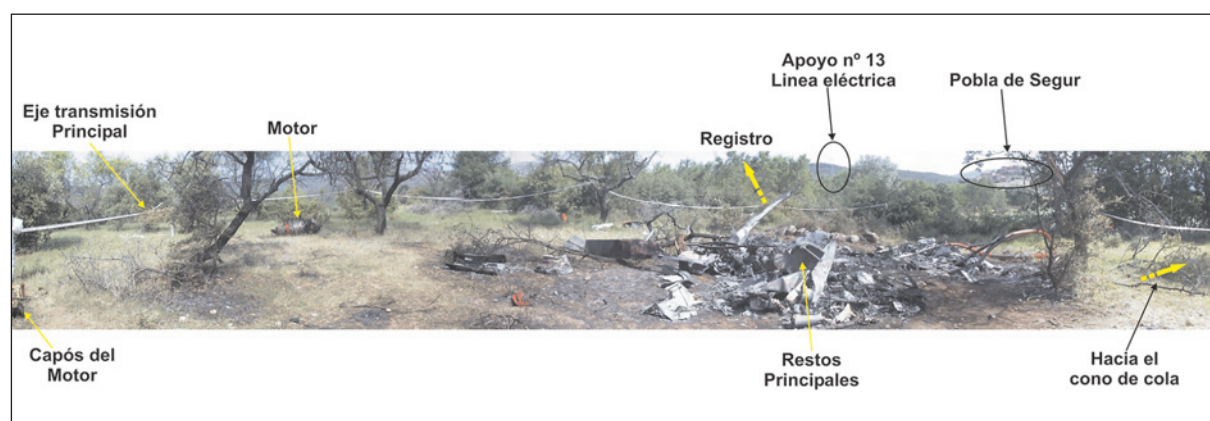 Apoyo nº 13
Linea eléctrica
Pobla de Segur
Eje transmisión
Principal
Motor
Registro
Capós del
Motor
Restos
Principales
Hacia el
cono de cola